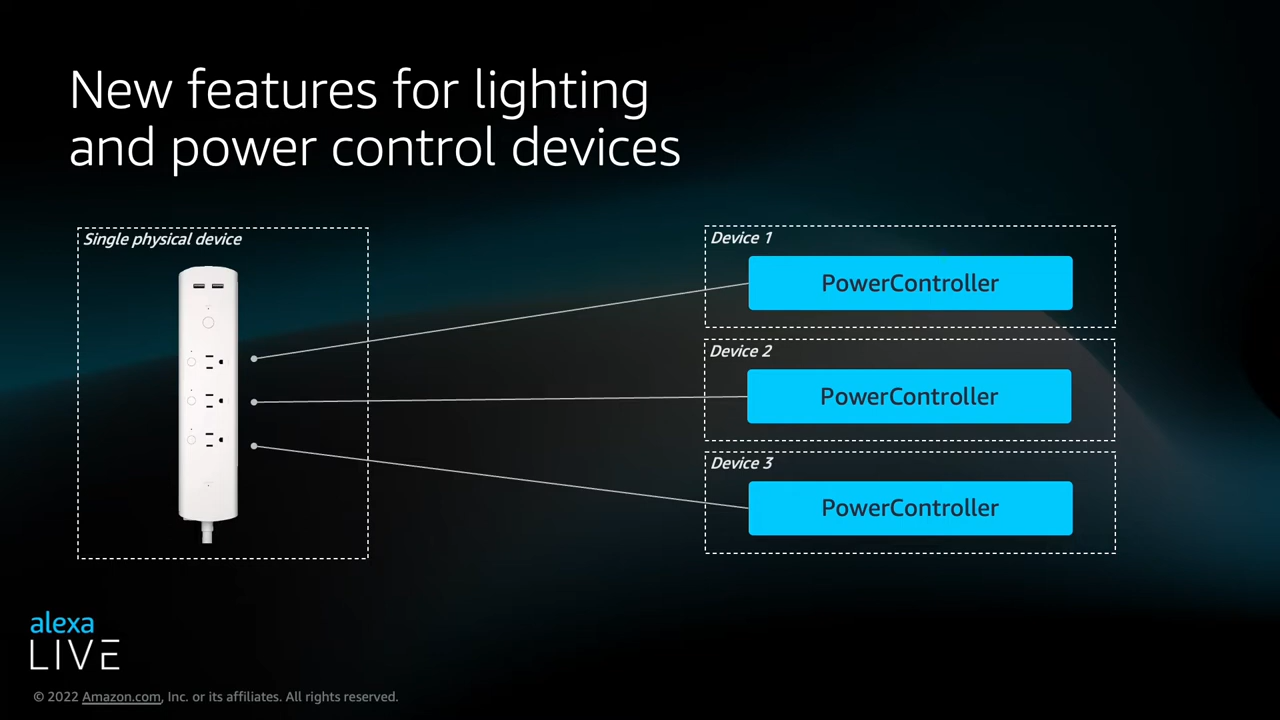 New features for lighting
and power control devices
Single physical device
Device 1
PowerController
Device 2
PowerController
Device 3
PowerController
alexa
LIVE
© 2022 Amazon.com, Inc. or its affiliates. All rights reserved.